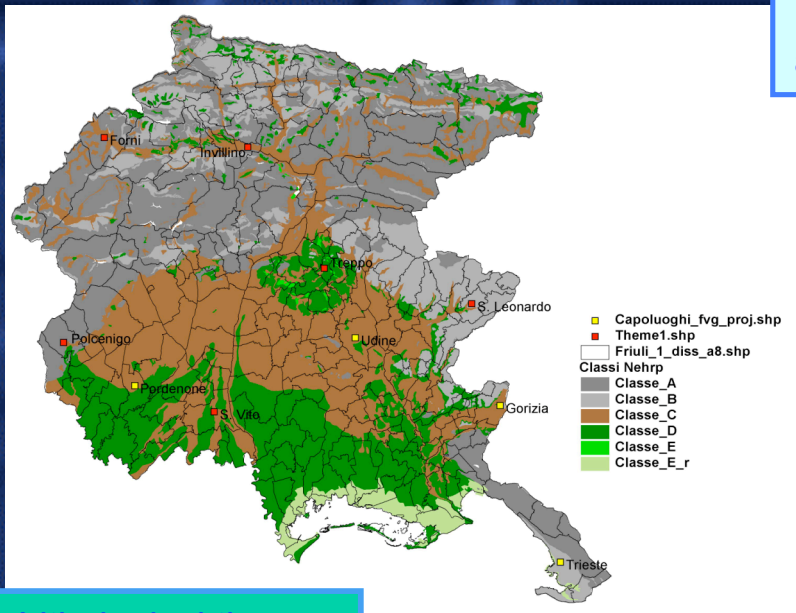 Forni
Invillino
Treppo
S. Leonardo
Polcenigo
Udine
Pordenone
S. Vito
Gorizia
Trieste
Capoluoghi_fvg_proj.shp
Theme1.shp
Friuli_1_diss_a8.shp
Classi Nehrp
Classe_A
Classe_B
Classe_C
Classe_D
Classe_E
Classe_E_r